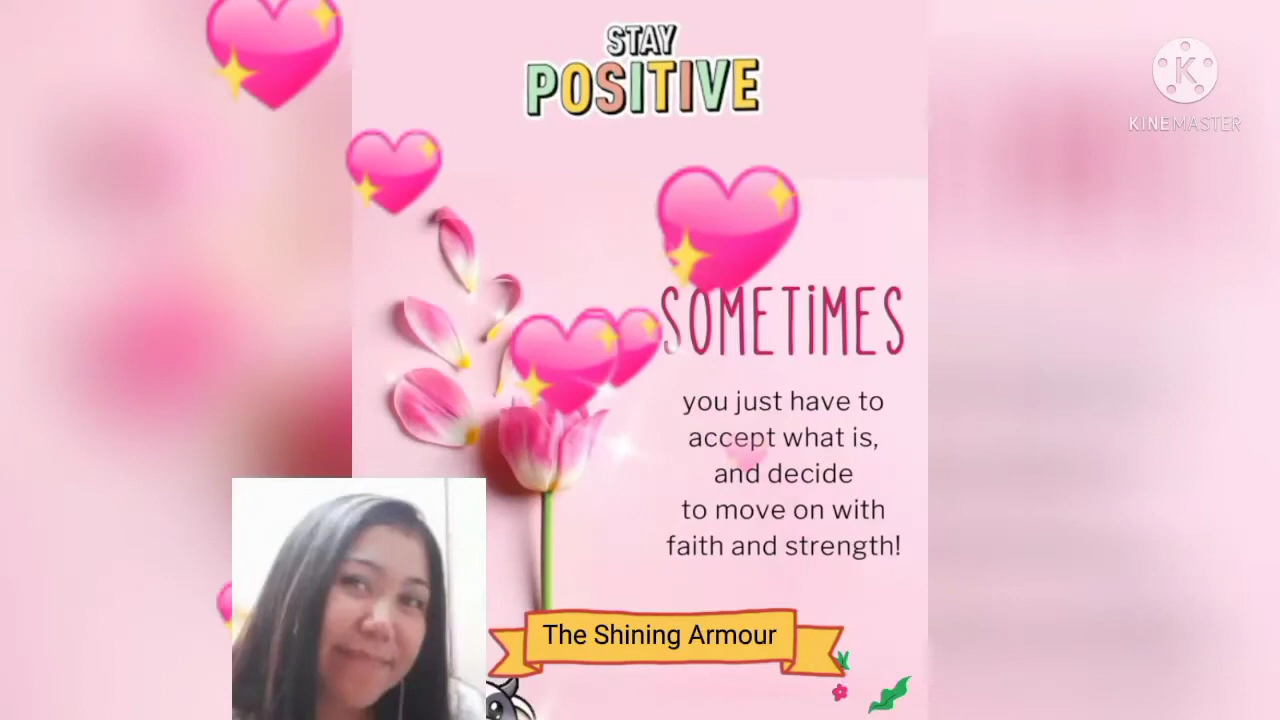 STAY
POSITIVE
K
KINEMASTER
SOMETiMES
you just have to
accept what is,
and decide
to move on with
faith and strength!
The Shining Armour